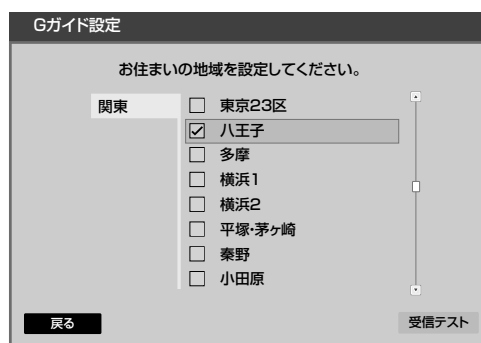 Gガイド設定
お住まいの地域を設定してください。
関東
東京23区
八王子
多摩
横浜1
横浜2
平塚・茅ヶ崎
秦野
小田原
戻る
受信テスト